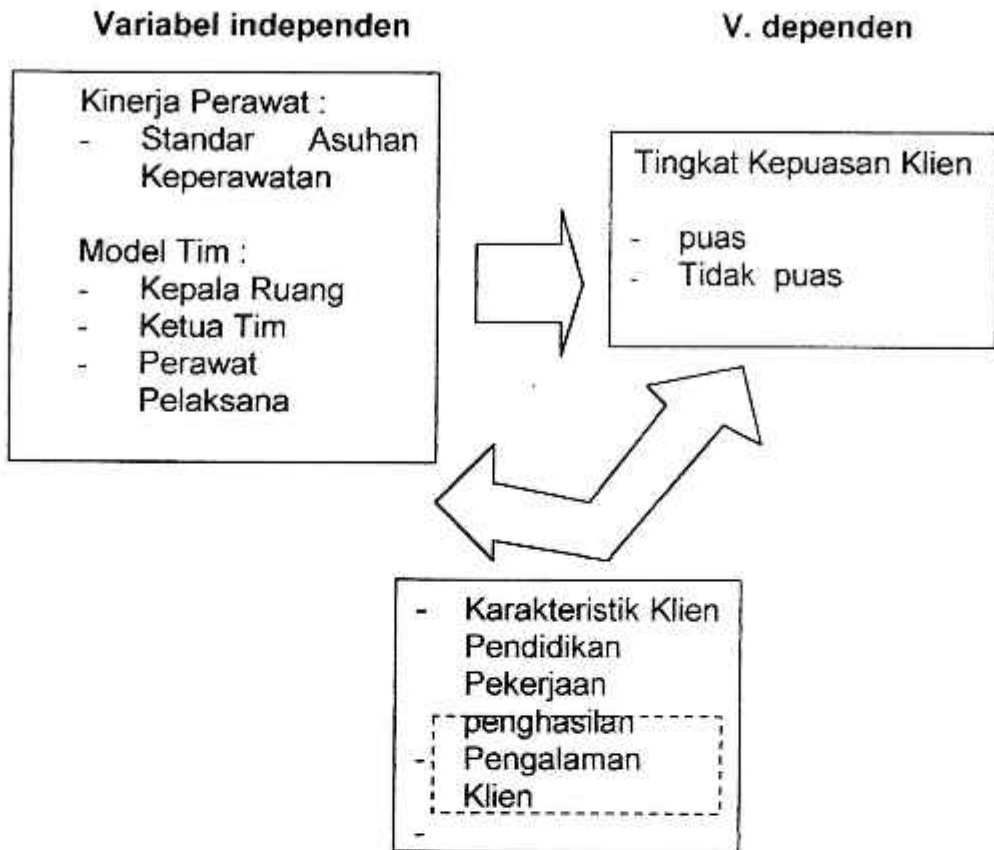 Variabel independen
V. dependen
Kinerja Perawat :
- Standar Asuhan
Keperawatan
Model Tim :
- Kepala Ruang
- Ketua Tim
- Perawat
Pelaksana
Tingkat Kepuasan Klien
- puas
- Tidak puas
- Karakteristik Klien
Pendidikan
Pekerjaan
penghasilan
- Pengalaman
Klien
-